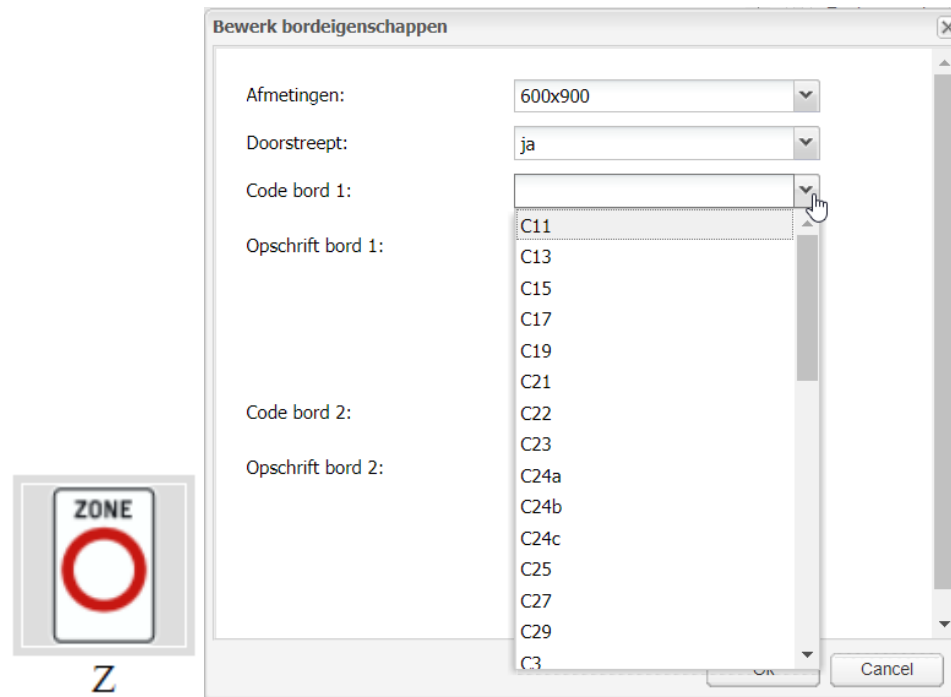 Bewerk bordeigenschappen
Afmetingen: 600x900
Doorstreept: ja
Code bord 1:
C11
Opschrift bord 1:
C13
C15
C17
C19
C21
Code bord 2:
C22
C23
Opschrift bord 2:
C24a
C24b
C24c
C25
C27
C29
C3
Ok Cancel
ZONE
Z